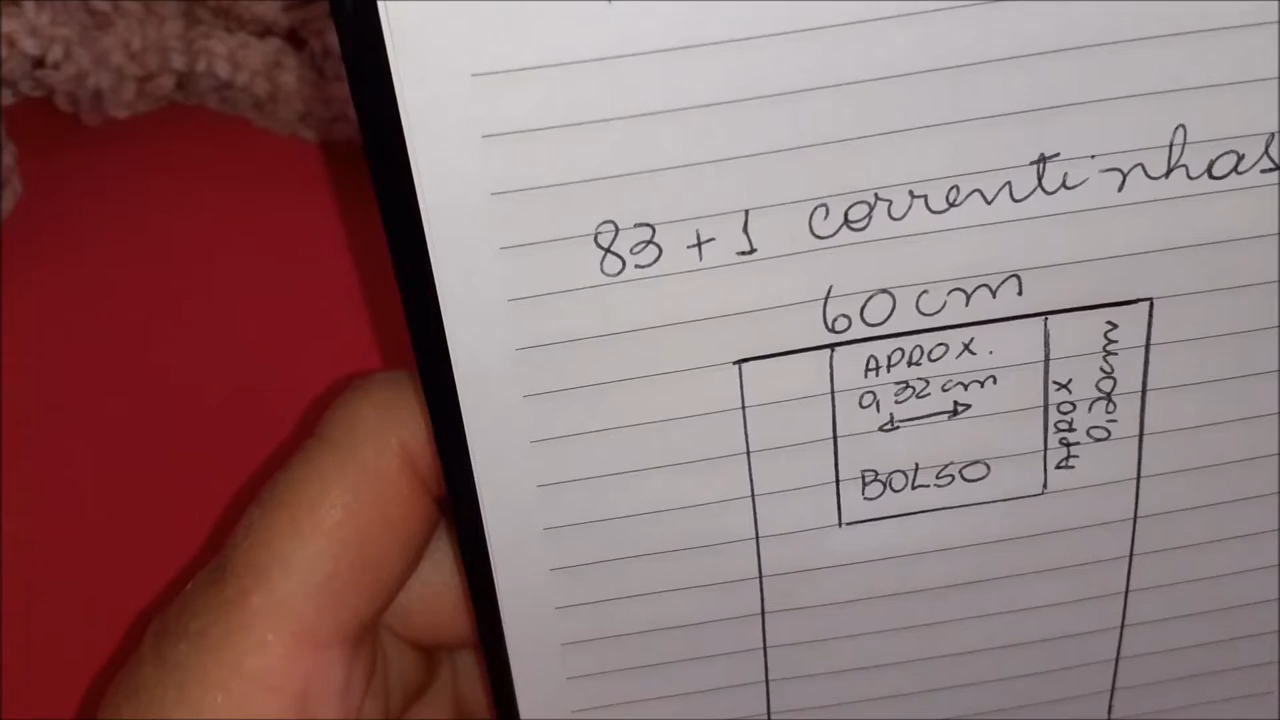 83 + 1 correntinhas
60 cm
APROX.
0,32 cm
BOLSO
APROX
0,20cm